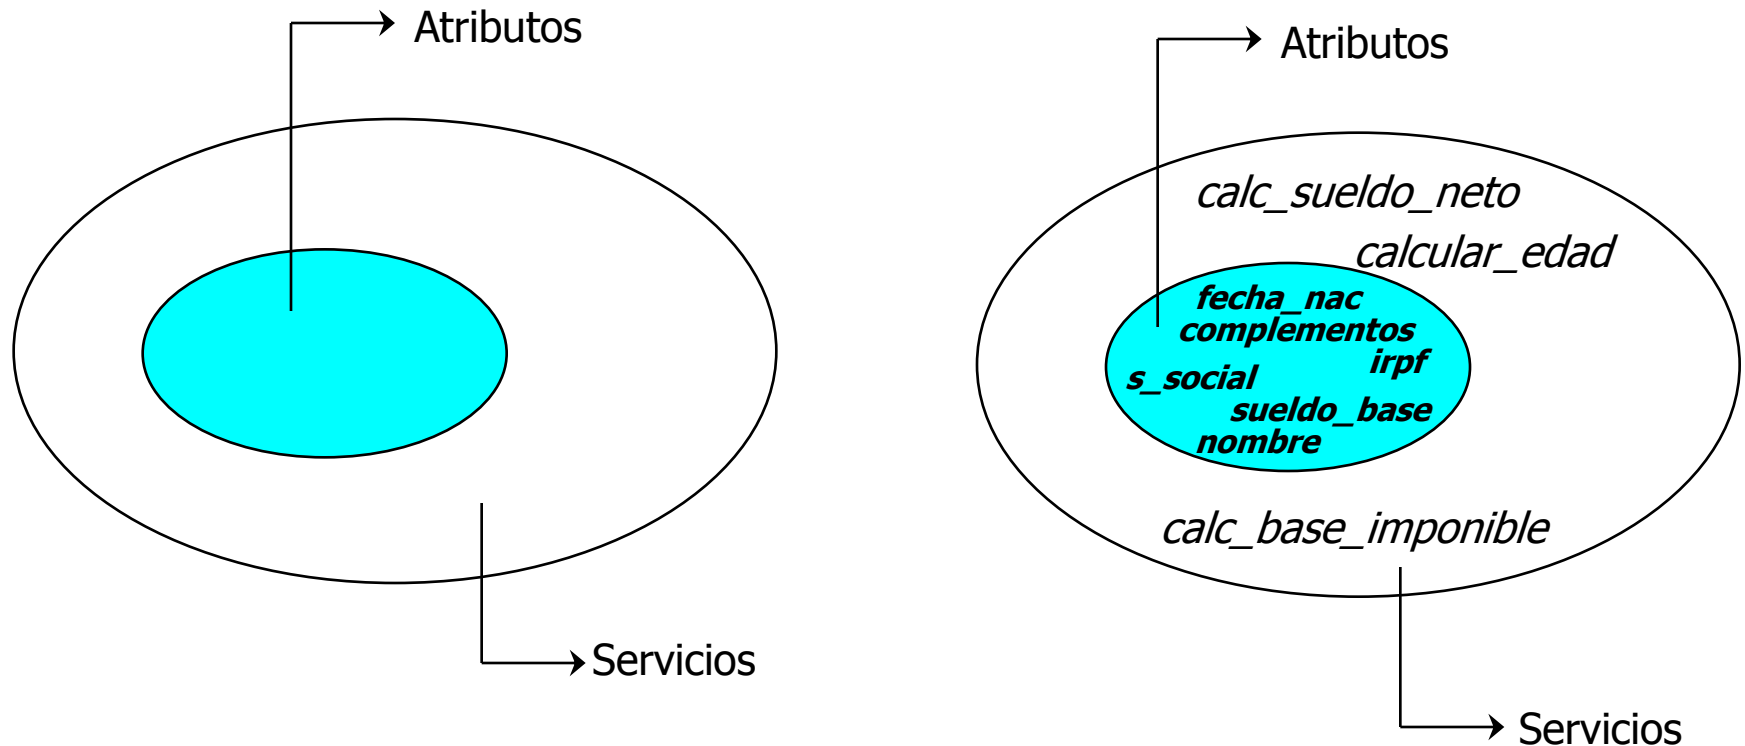 Atributos
Servicios
Atributos
calc_sueldo_neto
calcular_edad
fecha_nac
complementos
irpf
s_social
sueldo_base
nombre
calc_base_imponible
Servicios